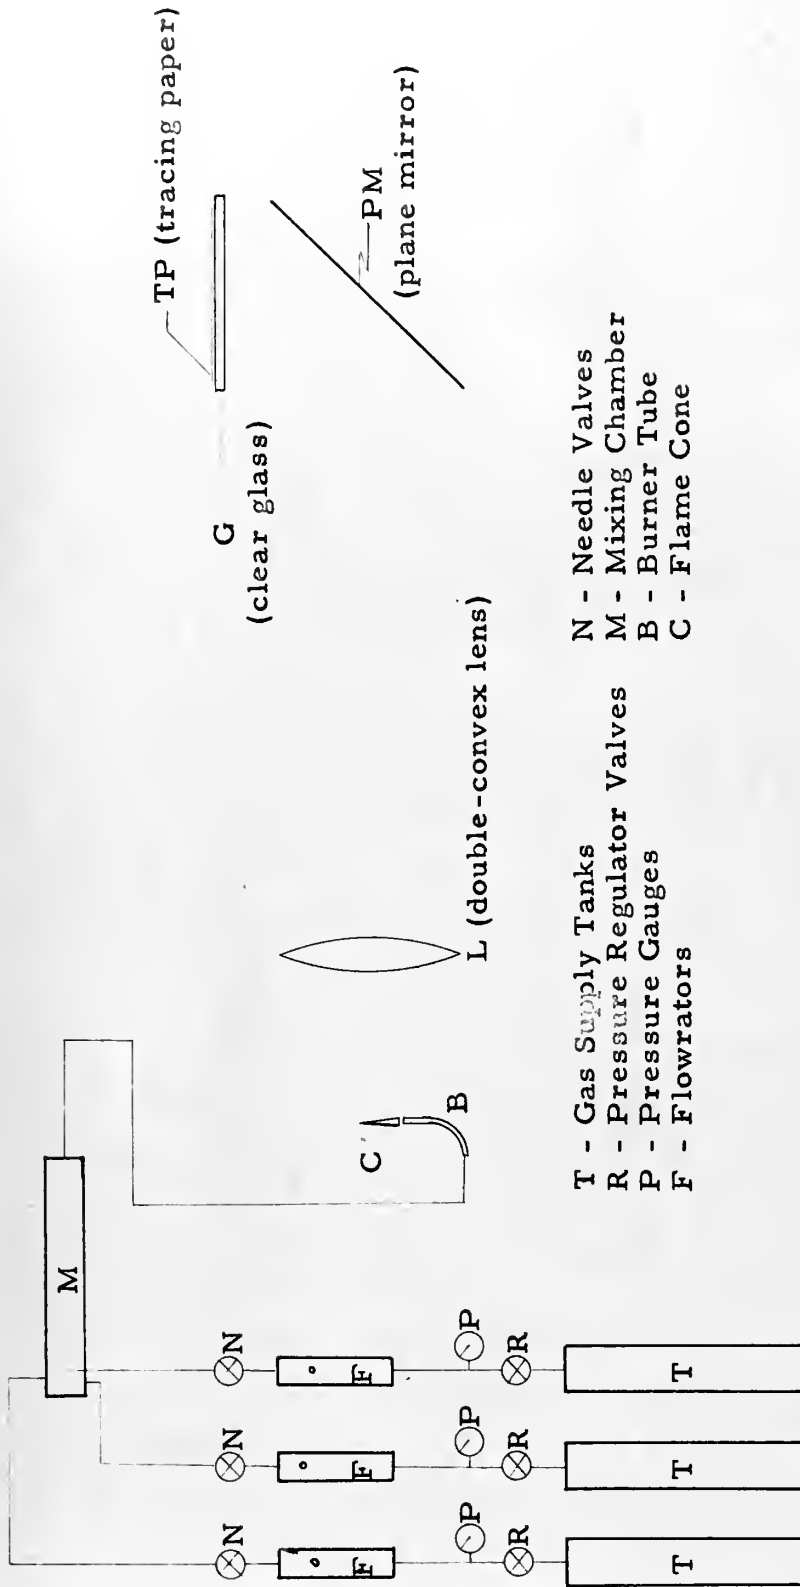 TP (tracing paper)
G
(clear glass)
PM
(plane mirror)
L (double-convex lens)
C
B
M
N
N
N
F
F
F
P
P
P
R
R
R
T
T
T
T - Gas Supply Tanks
R - Pressure Regulator Valves
P - Pressure Gauges
F - Flowrators
N - Needle Valves
M - Mixing Chamber
B - Burner Tube
C - Flame Cone